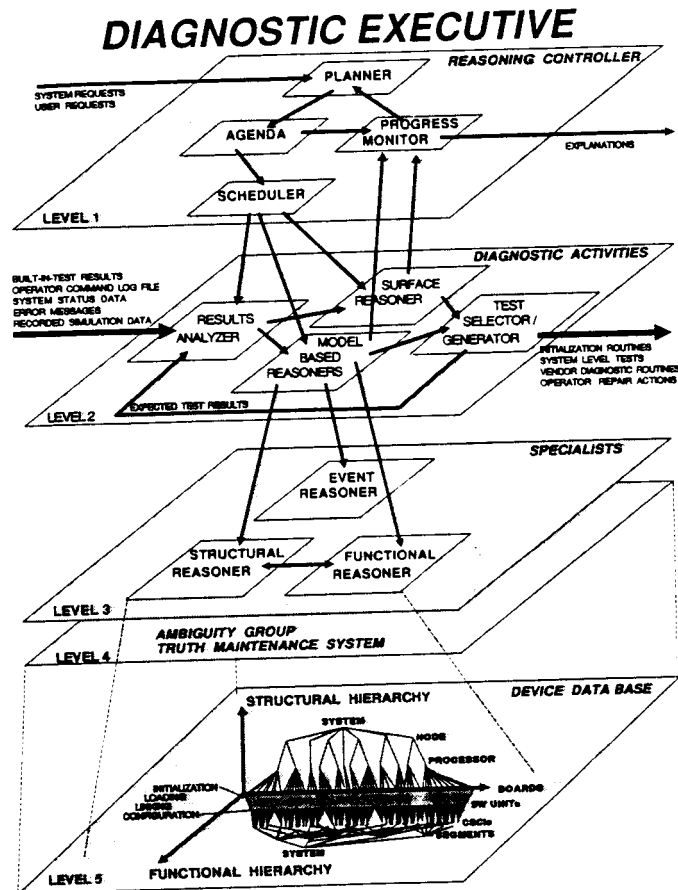 DIAGNOSTIC EXECUTIVE
REASONING CONTROLLER
PLANNER
SYSTEM REQUESTS
USER REQUESTS
AGENDA
PROGRESS
MONITOR
EXPLANATIONS
SCHEDULER
LEVEL 1
DIAGNOSTIC ACTIVITIES
BUILT-IN-TEST RESULTS
OPERATOR COMMAND LOG FILE
SYSTEM STATUS DATA
ERROR MESSAGES
RECORDED SIMULATION DATA
SURFACE
REASONER
RESULTS
ANALYZER
TEST
SELECTOR/
GENERATOR
MODEL
BASED
REASONERS
INITIALIZATION ROUTINES
SYSTEM LEVEL TESTS
VENDOR DIAGNOSTIC ROUTINES
OPERATOR REPAIR ACTIONS
EXPECTED TEST RESULTS
LEVEL 2
SPECIALISTS
EVENT
REASONER
STRUCTURAL
REASONER
FUNCTIONAL
REASONER
LEVEL 3
AMBIGUITY GROUP
TRUTH MAINTENANCE SYSTEM
LEVEL 4
DEVICE DATA BASE
STRUCTURAL HIERARCHY
SYSTEM
NODE
PROCESSOR
BOARDS
INITIALIZATION
LOADING
LINKING
CONFIGURATION
SW UNITs
CSCIs
SEGMENTS
SYSTEM
FUNCTIONAL HIERARCHY
LEVEL 5